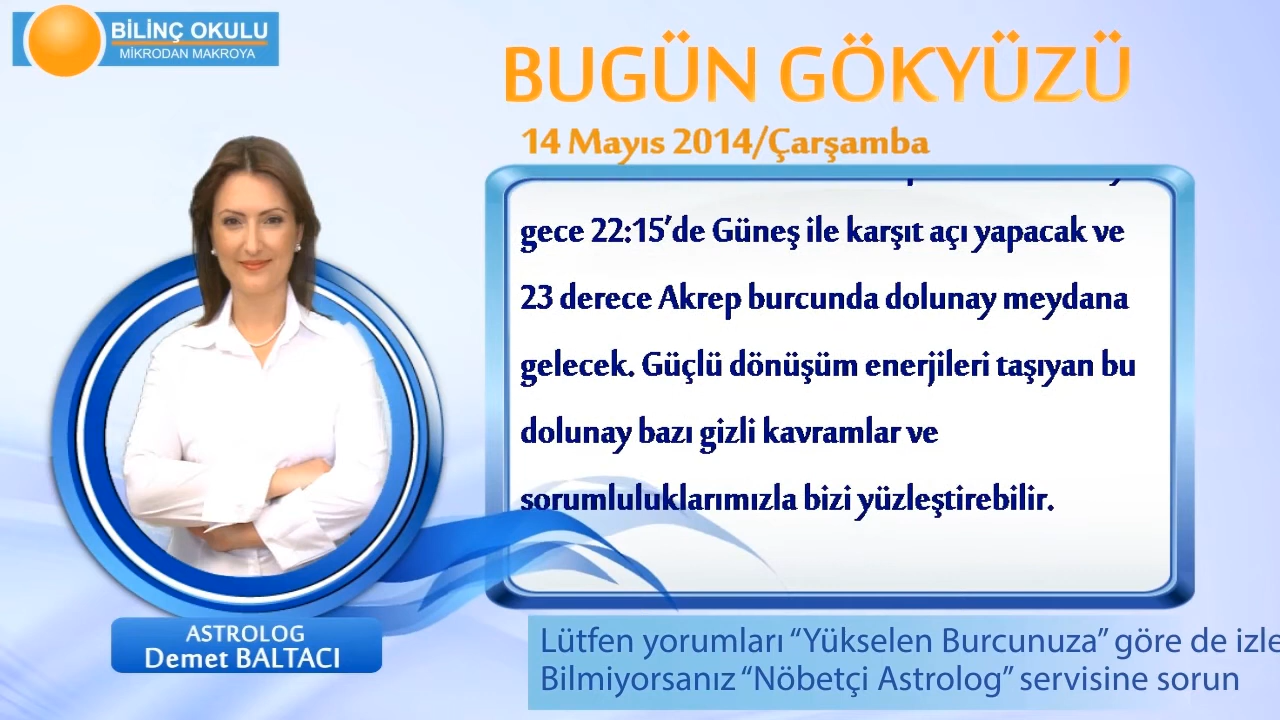 BİLİNÇ OKULU
MİKRODAN MAKROYA
BUGÜN GÖKYÜZÜ
14 Mayıs 2014/Çarşamba
gece 22:15'de Güneş ile karşıt açı yapacak ve
23 derece Akrep burcunda dolunay meydana
gelecek. Güçlü dönüşüm enerjileri taşıyan bu
dolunay bazı gizli kavramlar ve
sorumluluklarımızla bizi yüzleştirebilir.
ASTROLOG
Demet BALTACI
Lütfen yorumları “Yükselen Burcunuza” göre de izle
Bilmiyorsanız “Nöbetçi Astrolog” servisine sorun